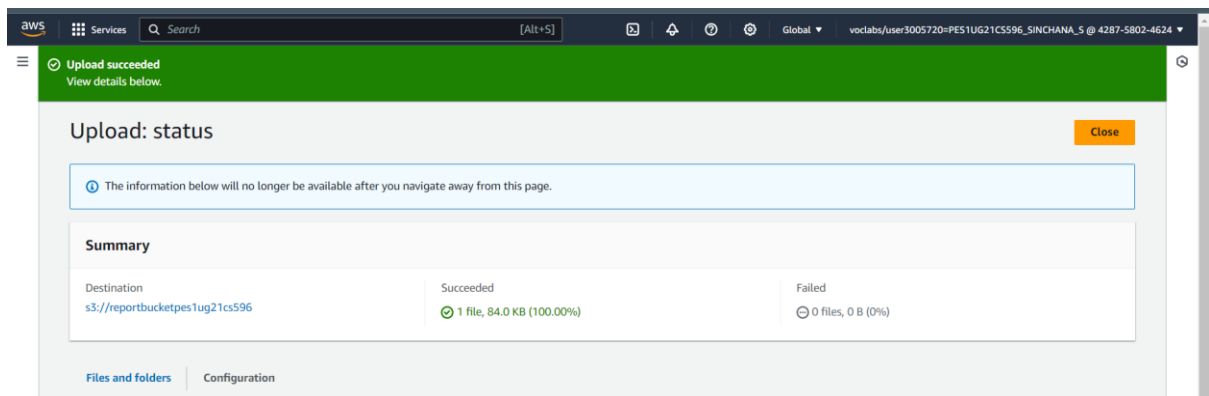 aws Services Search [Alt+S] Global voclabs/user3005720=PES1UG21CS596_SINCHANA_S @ 4287-5802-4624
Upload succeeded
View details below.
Upload: status
Close
The information below will no longer be available after you navigate away from this page.
Summary
Destination Succeeded Failed
s3://reportbucketpes1ug21cs596 1 file, 84.0 KB (100.00%) 0 files, 0 B (0%)
Files and folders Configuration